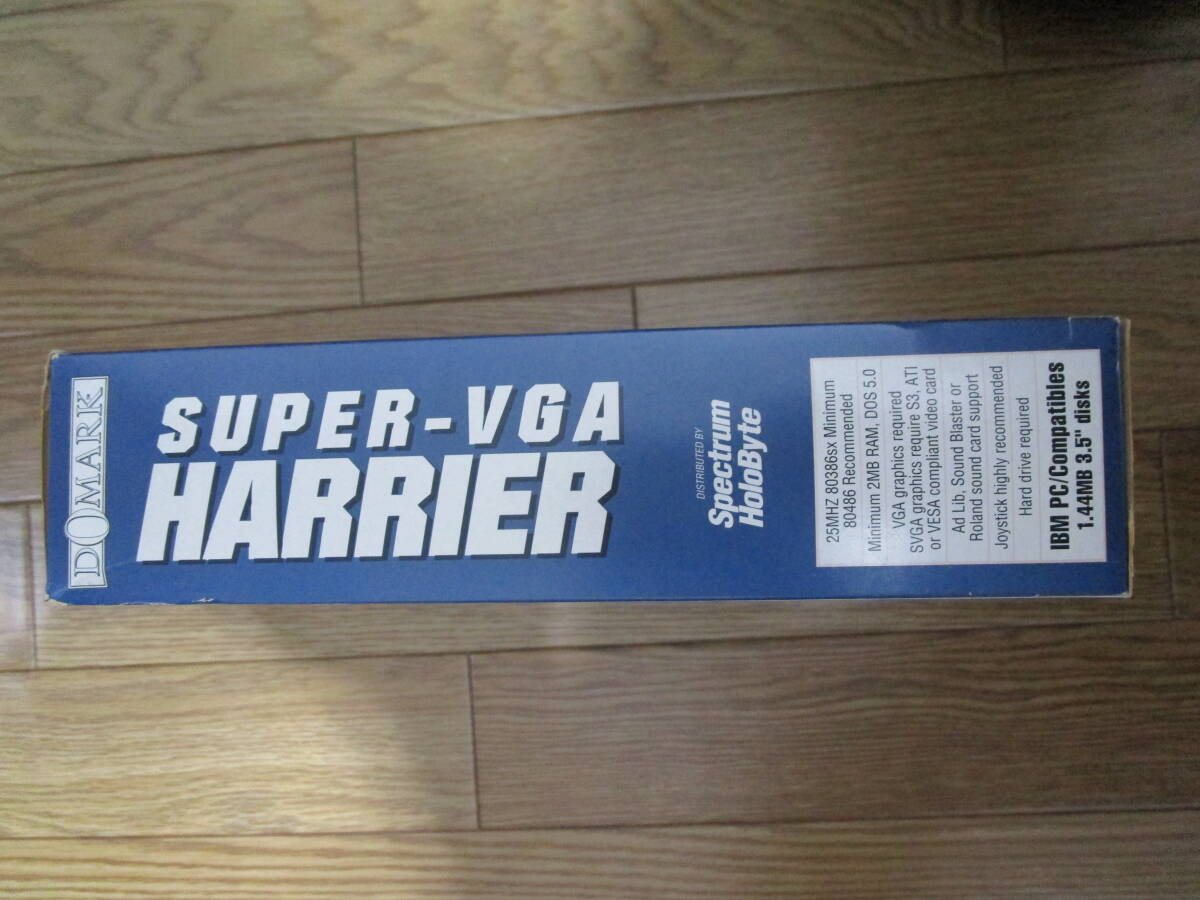 DOMARK
SUPER-VGA
HARRIER
DISTRIBUTED BY
Spectrum
HoloByte
25MHZ 80386sx Minimum
80486 Recommended
Minimum 2MB RAM, DOS 5.0
VGA graphics required
SVGA graphics require S3, ATI
or VESA compliant video card
Ad Lib, Sound Blaster or
Roland sound card support
Joystick highly recommended
Hard drive required
IBM PC/Compatibles
1.44MB 3.5" disks